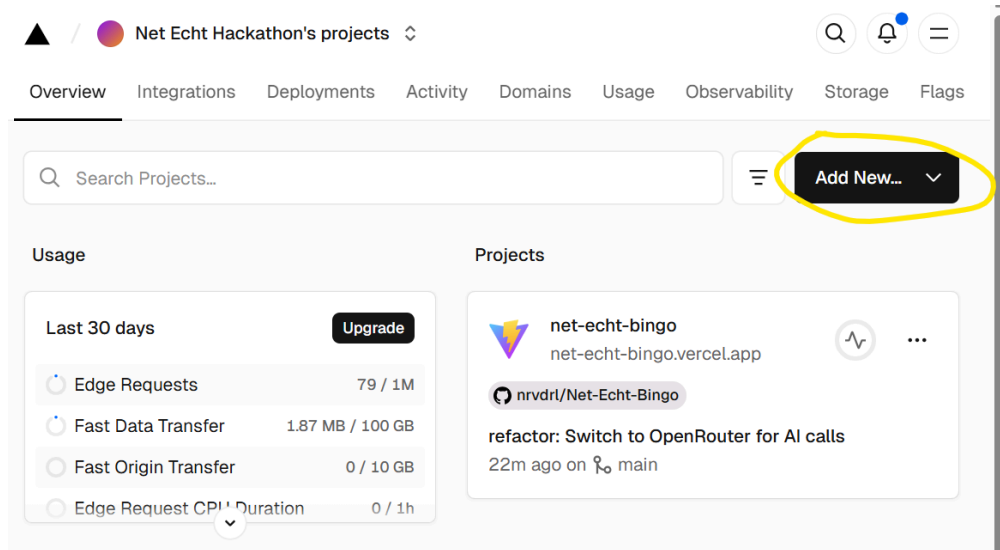 Net Echt Hackathon's projects
Overview Integrations Deployments Activity Domains Usage Observability Storage Flags
Search Projects...
Add New...
Usage
Last 30 days
Upgrade
Edge Requests 79 / 1M
Fast Data Transfer 1.87 MB / 100 GB
Fast Origin Transfer 0 / 10 GB
Edge Request CPU Duration 0 / 1h
Projects
net-echt-bingo
net-echt-bingo.vercel.app
nrvdrl/Net-Echt-Bingo
refactor: Switch to OpenRouter for AI calls
22m ago on main